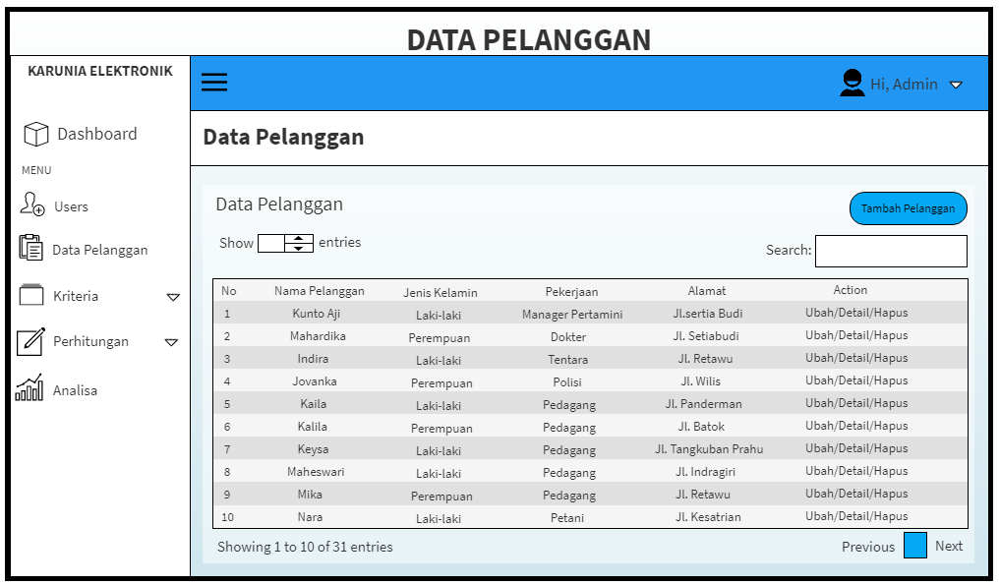 DATA PELANGGAN
KARUNIA ELEKTRONIK
Hi, Admin
Dashboard
MENU
Users
Data Pelanggan
Kriteria
Perhitungan
Analisa
Data Pelanggan
Data Pelanggan
Tambah Pelanggan
Show entries
Search:
No Nama Pelanggan Jenis Kelamin Pekerjaan Alamat Action
1 Kunto Aji Laki-laki Manager Pertamini Jl.sertia Budi Ubah/Detail/Hapus
2 Mahardika Perempuan Dokter Jl. Setiabudi Ubah/Detail/Hapus
3 Indira Laki-laki Tentara Jl. Retawu Ubah/Detail/Hapus
4 Jovanka Perempuan Polisi Jl. Wilis Ubah/Detail/Hapus
5 Kaila Laki-laki Pedagang Jl. Panderman Ubah/Detail/Hapus
6 Kalila Perempuan Pedagang Jl. Batok Ubah/Detail/Hapus
7 Keysa Laki-laki Pedagang Jl. Tangkuban Prahu Ubah/Detail/Hapus
8 Maheswari Laki-laki Pedagang Jl. Indragiri Ubah/Detail/Hapus
9 Mika Perempuan Pedagang Jl. Retawu Ubah/Detail/Hapus
10 Nara Laki-laki Petani Jl. Kesatrian Ubah/Detail/Hapus
Showing 1 to 10 of 31 entries
Previous Next